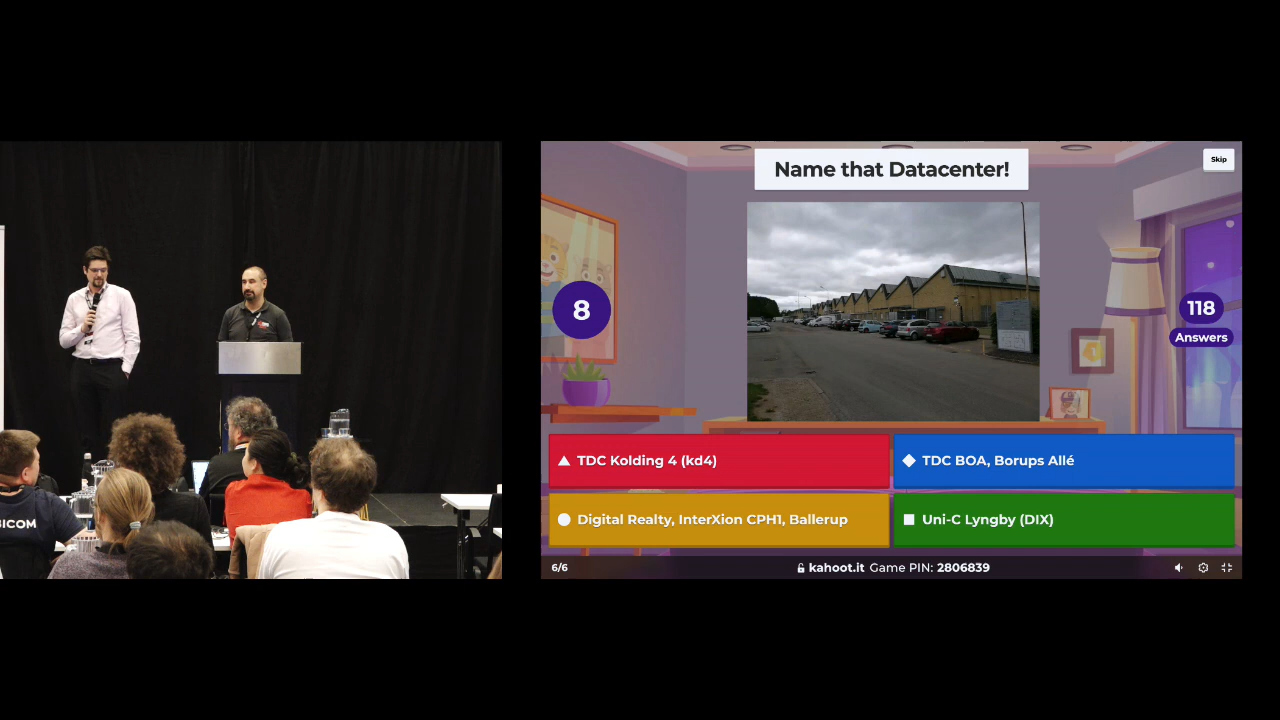 Name that Datacenter!
Skip
8
118
Answers
TDC Kolding 4 (kd4)
TDC BOA, Borups Allé
Digital Realty, InterXion CPH1, Ballerup
Uni-C Lyngby (DIX)
6/6
kahoot.it Game PIN: 2806839
BICOM